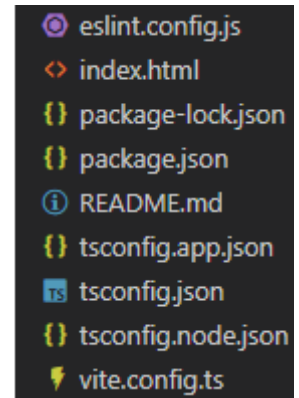 eslint.config.js
index.html
package-lock.json
package.json
README.md
tsconfig.app.json
tsconfig.json
tsconfig.node.json
vite.config.ts